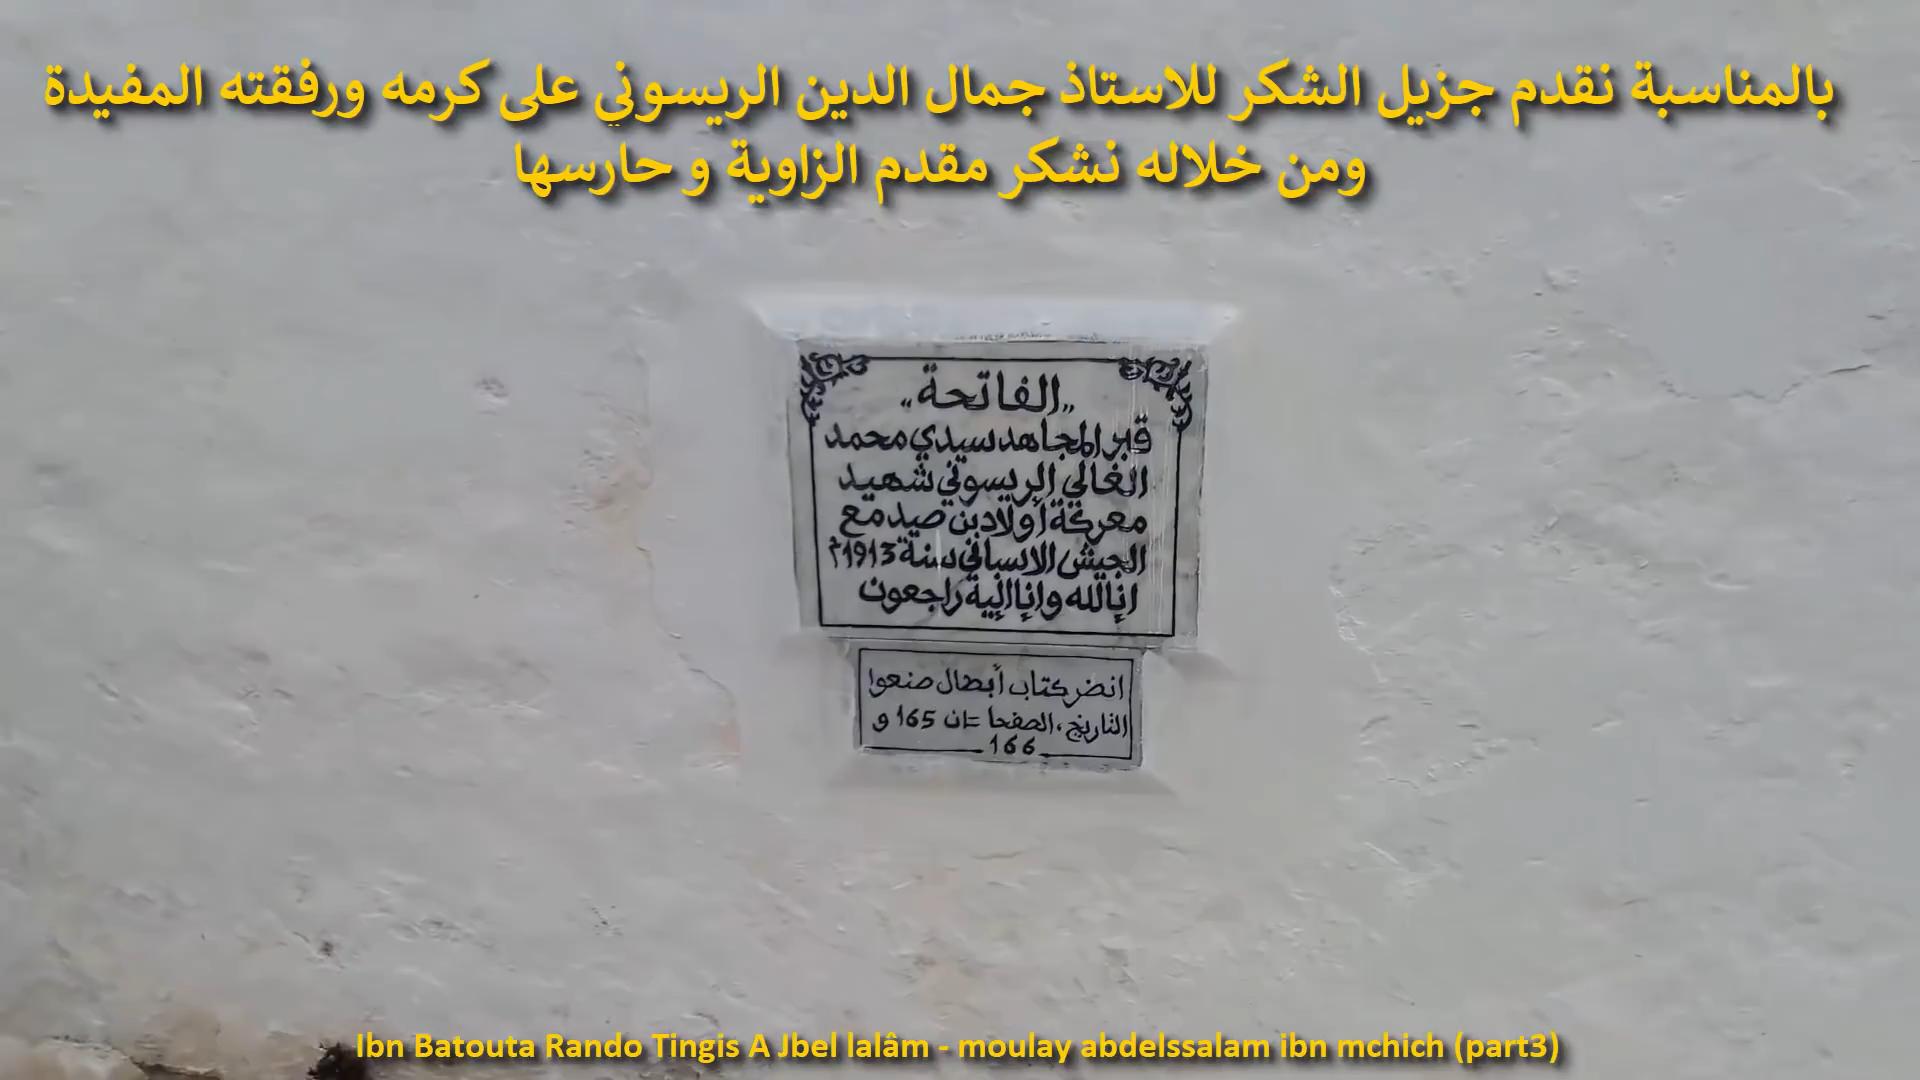 بالمناسبة نقدم جزيل الشكر للاستاذ جمال الدين الريسوني على كرمه ورفقته المفيدة
ومن خلاله نشكر مقدم الزاوية و حارسها
"الفاتحة"
قبر المجاهد سيدي محمد
الغالي الريسوني شهيد
معركة أولاد بن صيد مع
الجيش الاسباني سنة 1913م
إنا لله وإنا إلية راجعون
انضر كتاب أبطال صنعوا
التاريخ، الصفحتان 165 و
166
Ibn Batouta Rando Tingis A Jbel lalâm - moulay abdelssalam ibn mchich (part3)